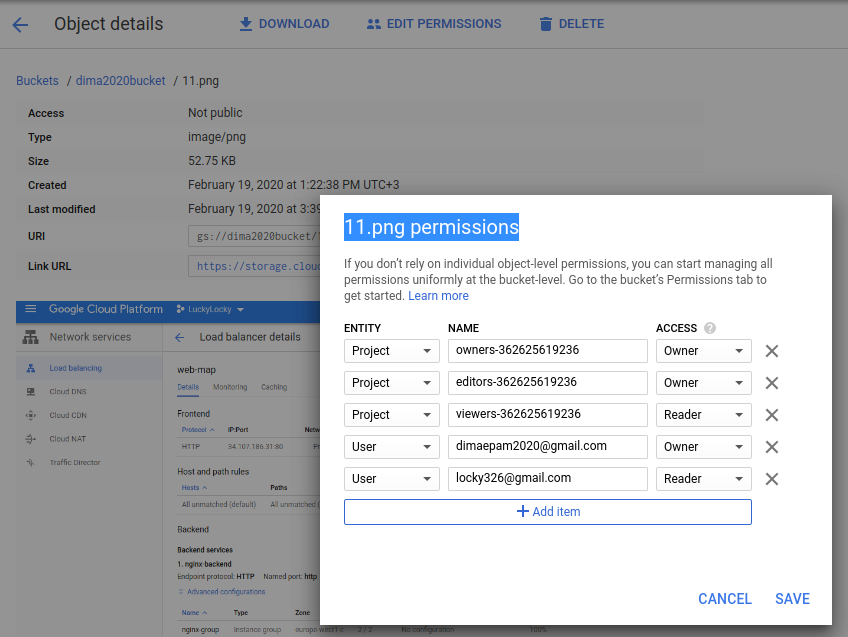 Object details
DOWNLOAD
EDIT PERMISSIONS
DELETE
Buckets / dima2020bucket / 11.png
Access Not public
Type image/png
Size 52.75 KB
Created February 19, 2020 at 1:22:38 PM UTC+3
Last modified February 19, 2020 at 3:39
URI gs://dima2020bucket/
Link URL https://storage.clou
11.png permissions
If you don't rely on individual object-level permissions, you can start managing all
permissions uniformly at the bucket-level. Go to the bucket's Permissions tab to
get started. Learn more
ENTITY NAME ACCESS ?
Project owners-362625619236 Owner
Project editors-362625619236 Owner
Project viewers-362625619236 Reader
User dimaepam2020@gmail.com Owner
User locky326@gmail.com Reader
+ Add item
CANCEL SAVE
Google Cloud Platform LuckyLocky
Network services
Load balancer details
Load balancing
Cloud DNS
Cloud CDN
Cloud NAT
Traffic Director
web-map
Details Monitoring Caching
Frontend
Protocol IP:Port Netw
HTTP 34.107.186.31:80 Pr
Host and path rules
Hosts Paths
All unmatched (default) All unmatched (
Backend
Backend services
1. nginx-backend
Endpoint protocol: HTTP Named port: http
Advanced configurations
Name Type Zone
nginx-group Instance group europe-west1-c 2 / 2 No configuration 100%